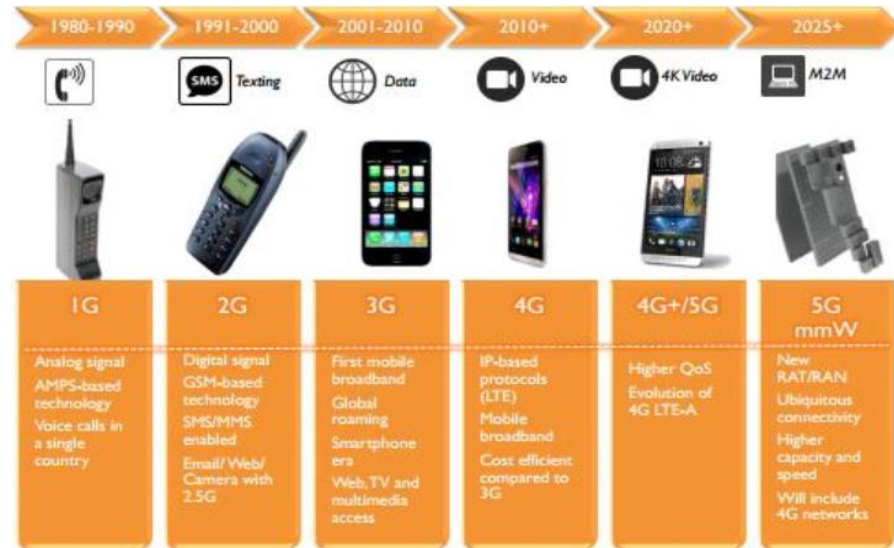 1980-1990
1991-2000
2001-2010
2010+
2020+
2025+
SMS
Texting
Data
Video
4K Video
M2M
10:08
1G
Analog signal
AMPS-based
technology
Voice calls in
a single
country
2G
Digital signal
GSM-based
technology
SMS/MMS
enabled
Email/ Web/
Camera with
2.5G
3G
First mobile
broadband
Global
roaming
Smartphone
era
Web, TV and
multimedia
access
4G
IP-based
protocols
(LTE)
Mobile
broadband
Cost efficient
compared to
3G
4G+/5G
Higher QoS
Evolution of
4G LTE-A
5G
mmW
New
RAT/RAN
Ubiquitous
connectivity
Higher
capacity and
speed
Will include
4G networks